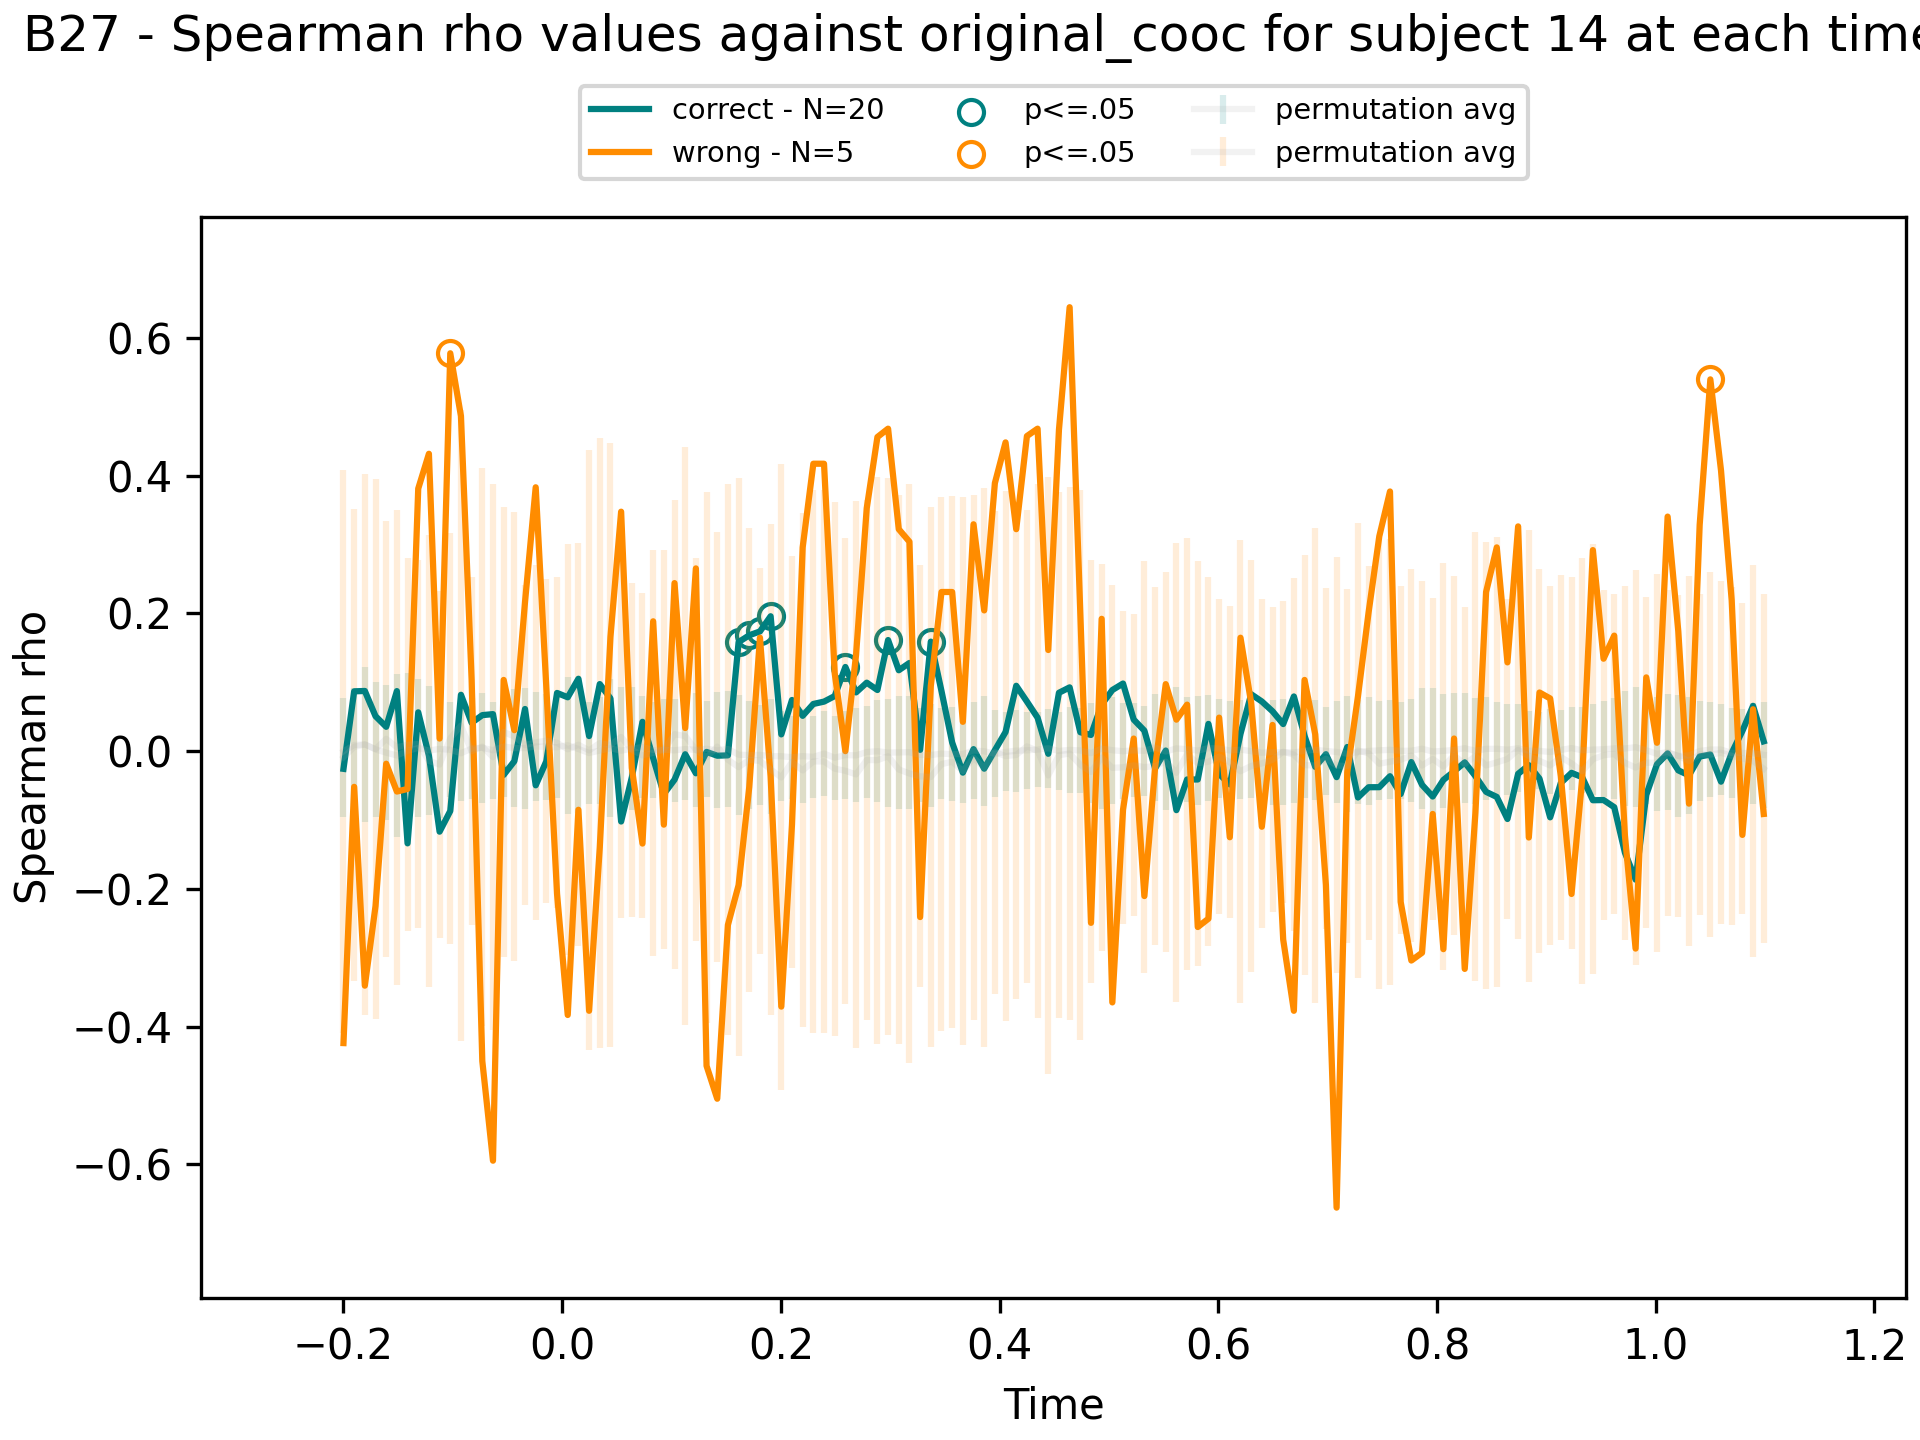 B27 - Spearman rho values against original_cooc for subject 14 at each time
correct - N=20
wrong - N=5
p<=.05
p<=.05
permutation avg
permutation avg
Spearman rho
0.6
0.4
0.2
0.0
−0.2
−0.4
−0.6
−0.2
0.0
0.2
0.4
0.6
0.8
1.0
1.2
Time